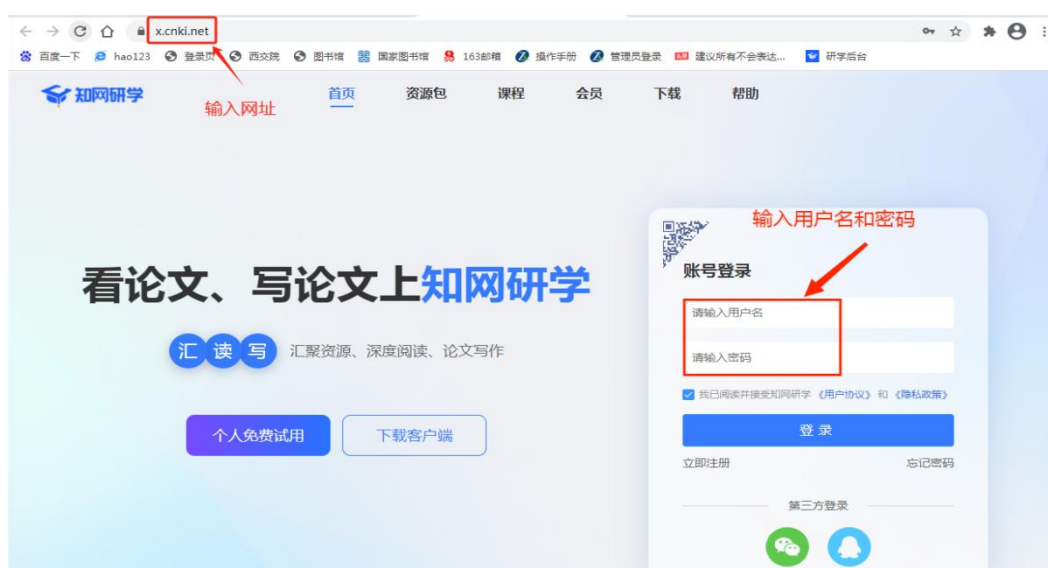 x.cnki.net
百度一下 hao123 登录页 西交院 图书馆 国家图书馆 163邮箱 操作手册 管理员登录 建议所有不会表达... 研学后台
知网研学 首页 资源包 课程 会员 下载 帮助
输入网址
输入用户名和密码
账号登录
看论文、写论文上知网研学
请输入用户名
汇 读 写 汇聚资源、深度阅读、论文写作
请输入密码
我已阅读并接受知网研学《用户协议》和《隐私政策》
个人免费试用 下载客户端
登 录
立即注册 忘记密码
第三方登录